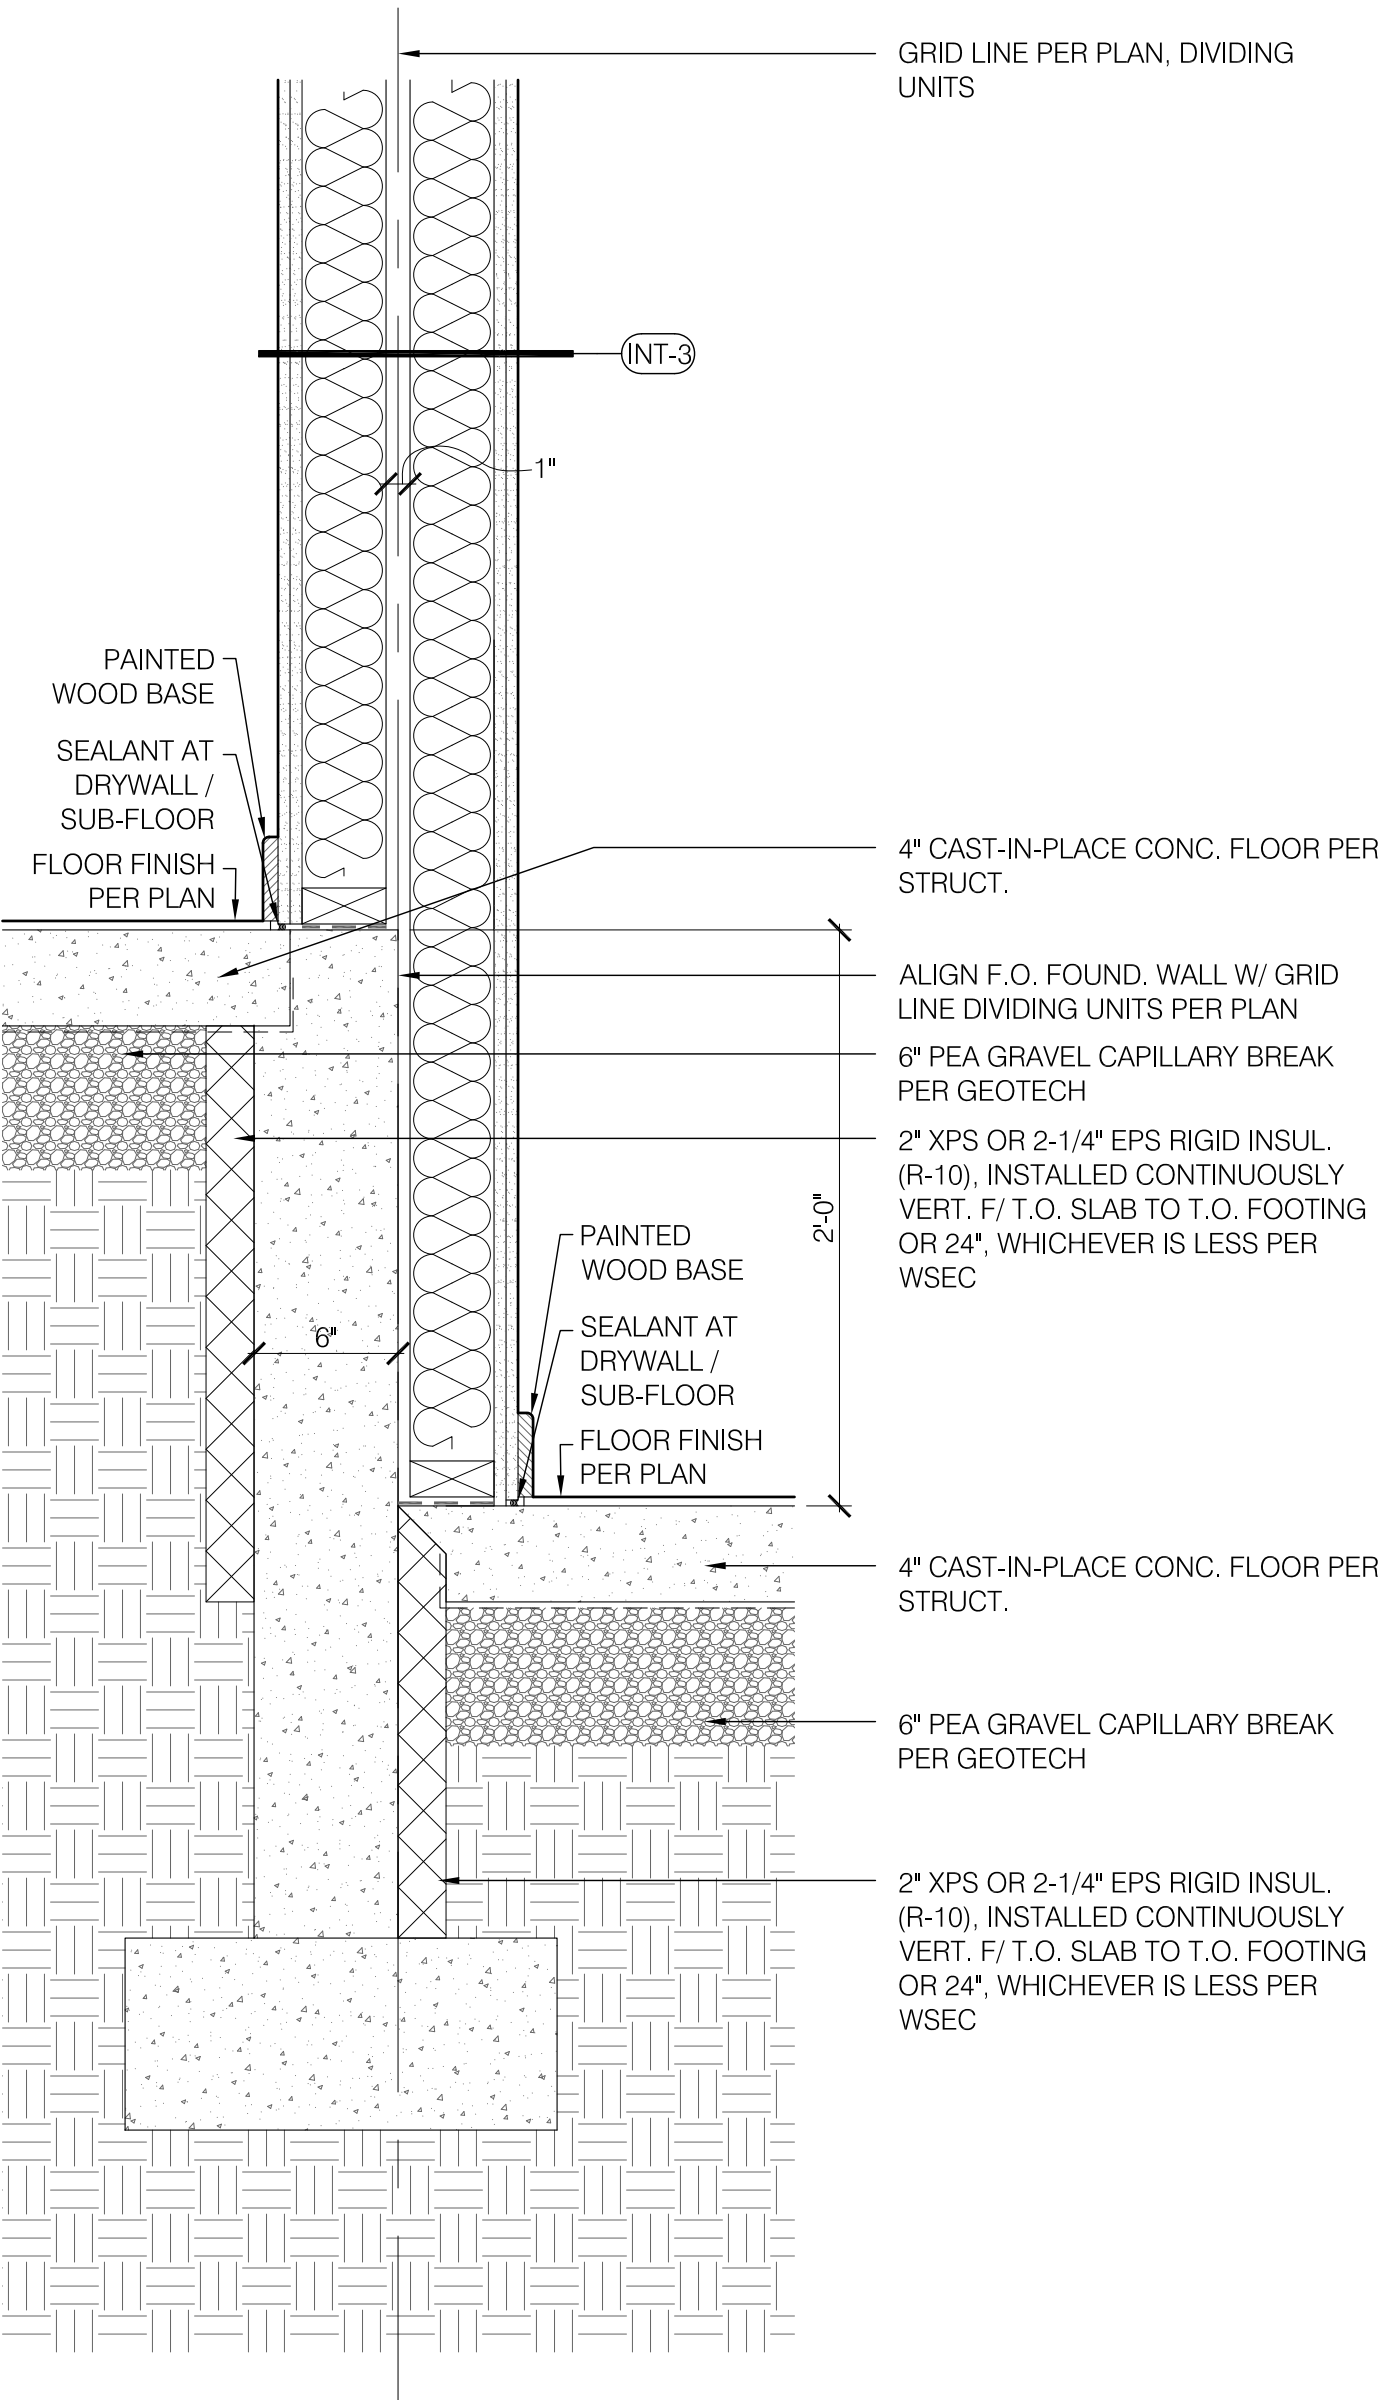 GRID LINE PER PLAN, DIVIDING
UNITS
INT-3
1"
PAINTED
WOOD BASE
SEALANT AT
DRYWALL /
SUB-FLOOR
FLOOR FINISH
PER PLAN
4" CAST-IN-PLACE CONC. FLOOR PER
STRUCT.
ALIGN F.O. FOUND. WALL W/ GRID
LINE DIVIDING UNITS PER PLAN
6" PEA GRAVEL CAPILLARY BREAK
PER GEOTECH
2" XPS OR 2-1/4" EPS RIGID INSUL.
(R-10), INSTALLED CONTINUOUSLY
VERT. F/ T.O. SLAB TO T.O. FOOTING
OR 24", WHICHEVER IS LESS PER
WSEC
2'-0"
6"
PAINTED
WOOD BASE
SEALANT AT
DRYWALL /
SUB-FLOOR
FLOOR FINISH
PER PLAN
4" CAST-IN-PLACE CONC. FLOOR PER
STRUCT.
6" PEA GRAVEL CAPILLARY BREAK
PER GEOTECH
2" XPS OR 2-1/4" EPS RIGID INSUL.
(R-10), INSTALLED CONTINUOUSLY
VERT. F/ T.O. SLAB TO T.O. FOOTING
OR 24", WHICHEVER IS LESS PER
WSEC